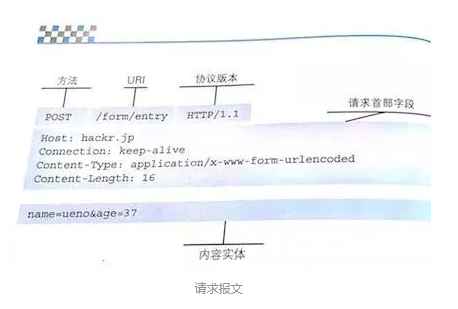 方法 URI 协议版本
请求首部字段
POST /form/entry HTTP/1.1
Host: hackr.jp
Connection: keep-alive
Content-Type: application/x-www-form-urlencoded
Content-Length: 16
name=ueno&age=37
内容实体
请求报文